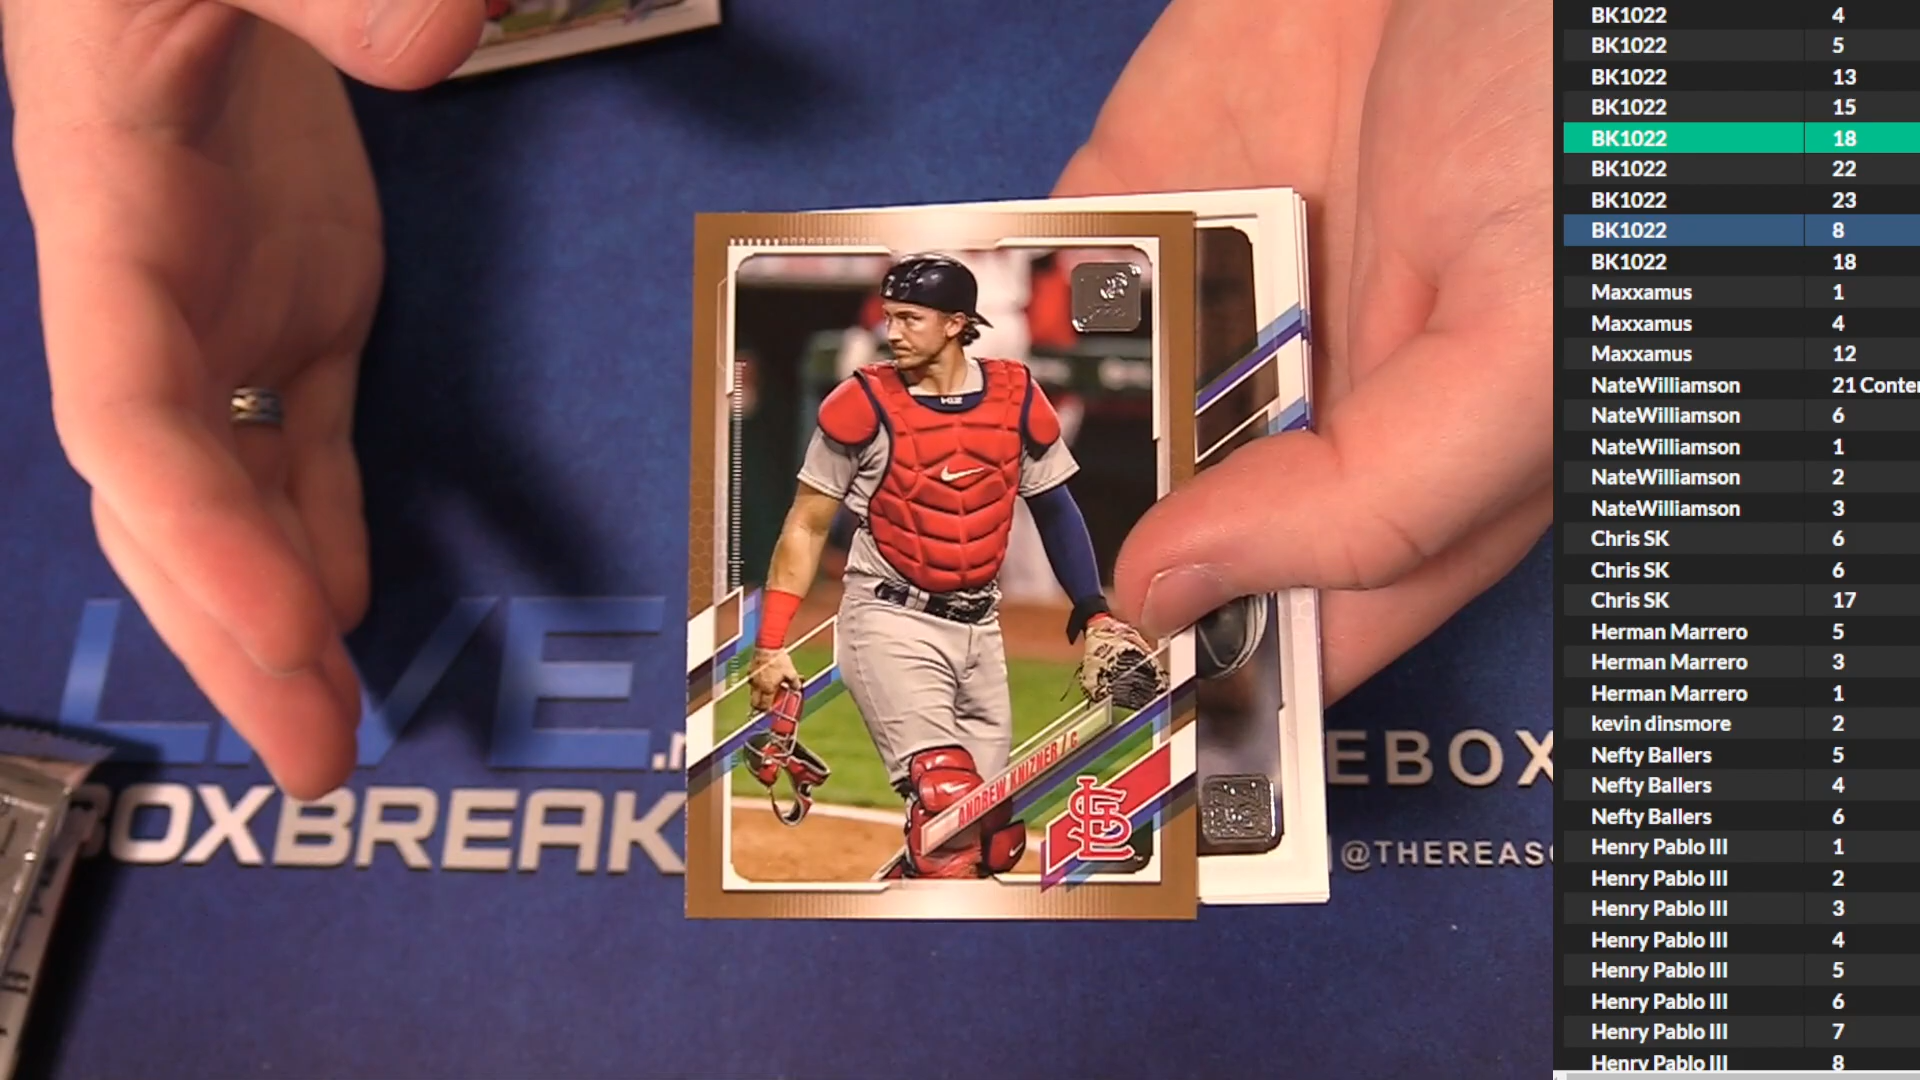 LIVE
BOXBREAK
EBOX
@THEREAS
ANDREW KNIZNER / C
STL
BK1022 4
BK1022 5
BK1022 13
BK1022 15
BK1022 18
BK1022 22
BK1022 23
BK1022 8
BK1022 18
Maxxamus 1
Maxxamus 4
Maxxamus 12
NateWilliamson 21 Conten
NateWilliamson 6
NateWilliamson 1
NateWilliamson 2
NateWilliamson 3
Chris SK 6
Chris SK 6
Chris SK 17
Herman Marrero 5
Herman Marrero 3
Herman Marrero 1
kevin dinsmore 2
Nefty Ballers 5
Nefty Ballers 4
Nefty Ballers 6
Henry Pablo III 1
Henry Pablo III 2
Henry Pablo III 3
Henry Pablo III 4
Henry Pablo III 5
Henry Pablo III 6
Henry Pablo III 7
Henry Pablo III 8